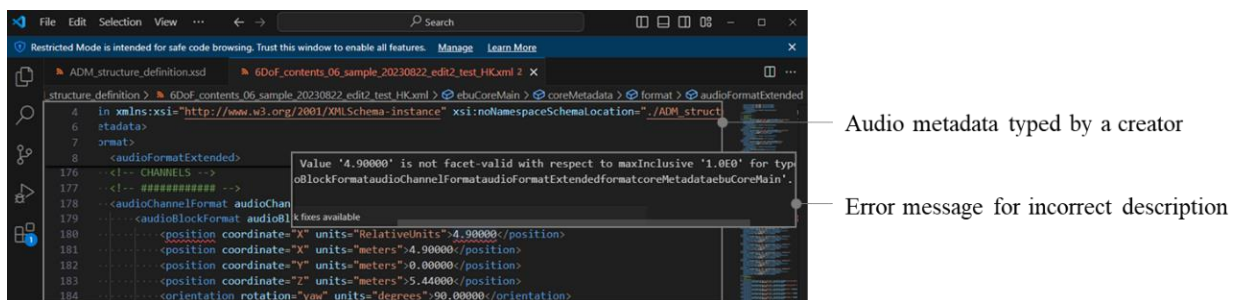 File Edit Selection View ··· ← → Search
Restricted Mode is intended for safe code browsing. Trust this window to enable all features. Manage Learn More
ADM_structure_definition.xsd 6DoF_contents_06_sample_20230822_edit2_test_HK.xml 2
structure_definition > 6DoF_contents_06_sample_20230822_edit2_test_HK.xml > ebuCoreMain > coreMetadata > format > audioFormatExtended
4 in xmlns:xsi="http://www.w3.org/2001/XMLSchema-instance" xsi:noNamespaceSchemaLocation="./ADM_struct
6 etadata>
7 ormat>
8 <audioFormatExtended>
176 <!-- CHANNELS -->
177 <!-- ############ -->
178 <audioChannelFormat audioChan
179 <audioBlockFormat audioBl
Value '4.90000' is not facet-valid with respect to maxInclusive '1.0E0' for type
oBlockFormataudioChannelFormataudioFormatExtendedformatcoreMetadataebuCoreMain'.
k fixes available
180 <position coordinate="X" units="RelativeUnits">4.90000</position>
181 <position coordinate="X" units="meters">4.90000</position>
182 <position coordinate="Y" units="meters">0.00000</position>
183 <position coordinate="Z" units="meters">5.44000</position>
184 <orientation rotation="yaw" units="degrees">90.00000</orientation>
1
Audio metadata typed by a creator
Error message for incorrect description